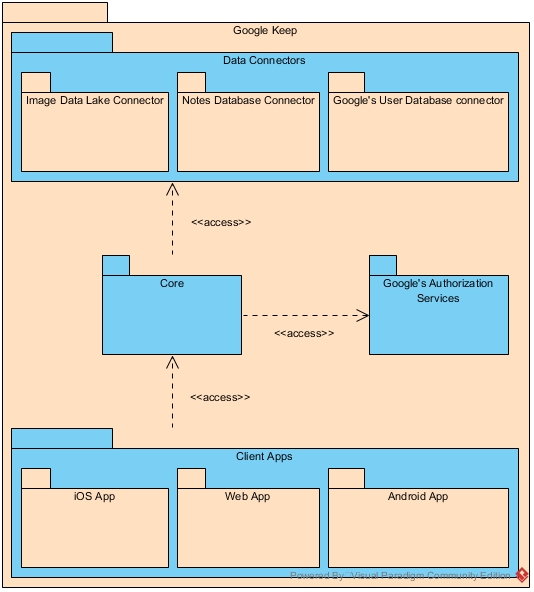 Google Keep
Data Connectors
Image Data Lake Connector
Notes Database Connector
Google's User Database connector
<<access>>
Core
Google's Authorization
Services
<<access>>
<<access>>
Client Apps
iOS App
Web App
Android App
Powered By Visual Paradigm Community Edition